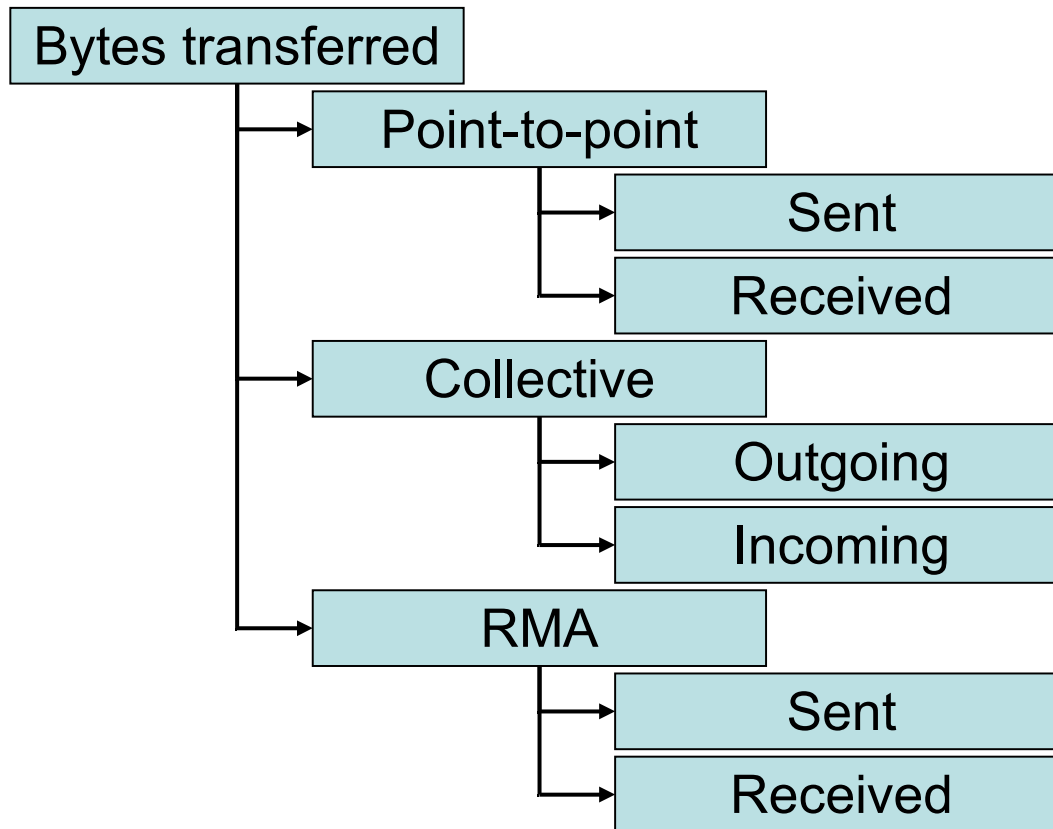 Bytes transferred
Point-to-point
Sent
Received
Collective
Outgoing
Incoming
RMA
Sent
Received